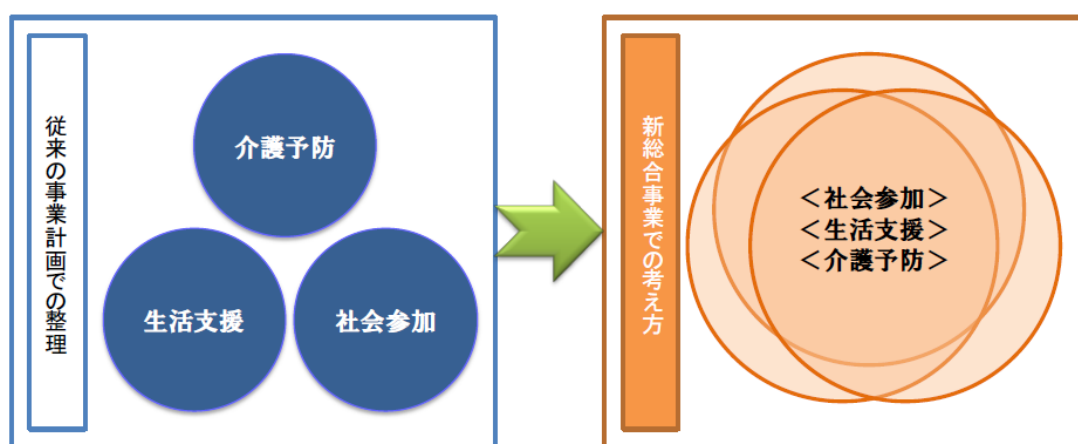 従来の事業計画での整理
介護予防
生活支援
社会参加
新総合事業での考え方
＜社会参加＞
＜生活支援＞
＜介護予防＞